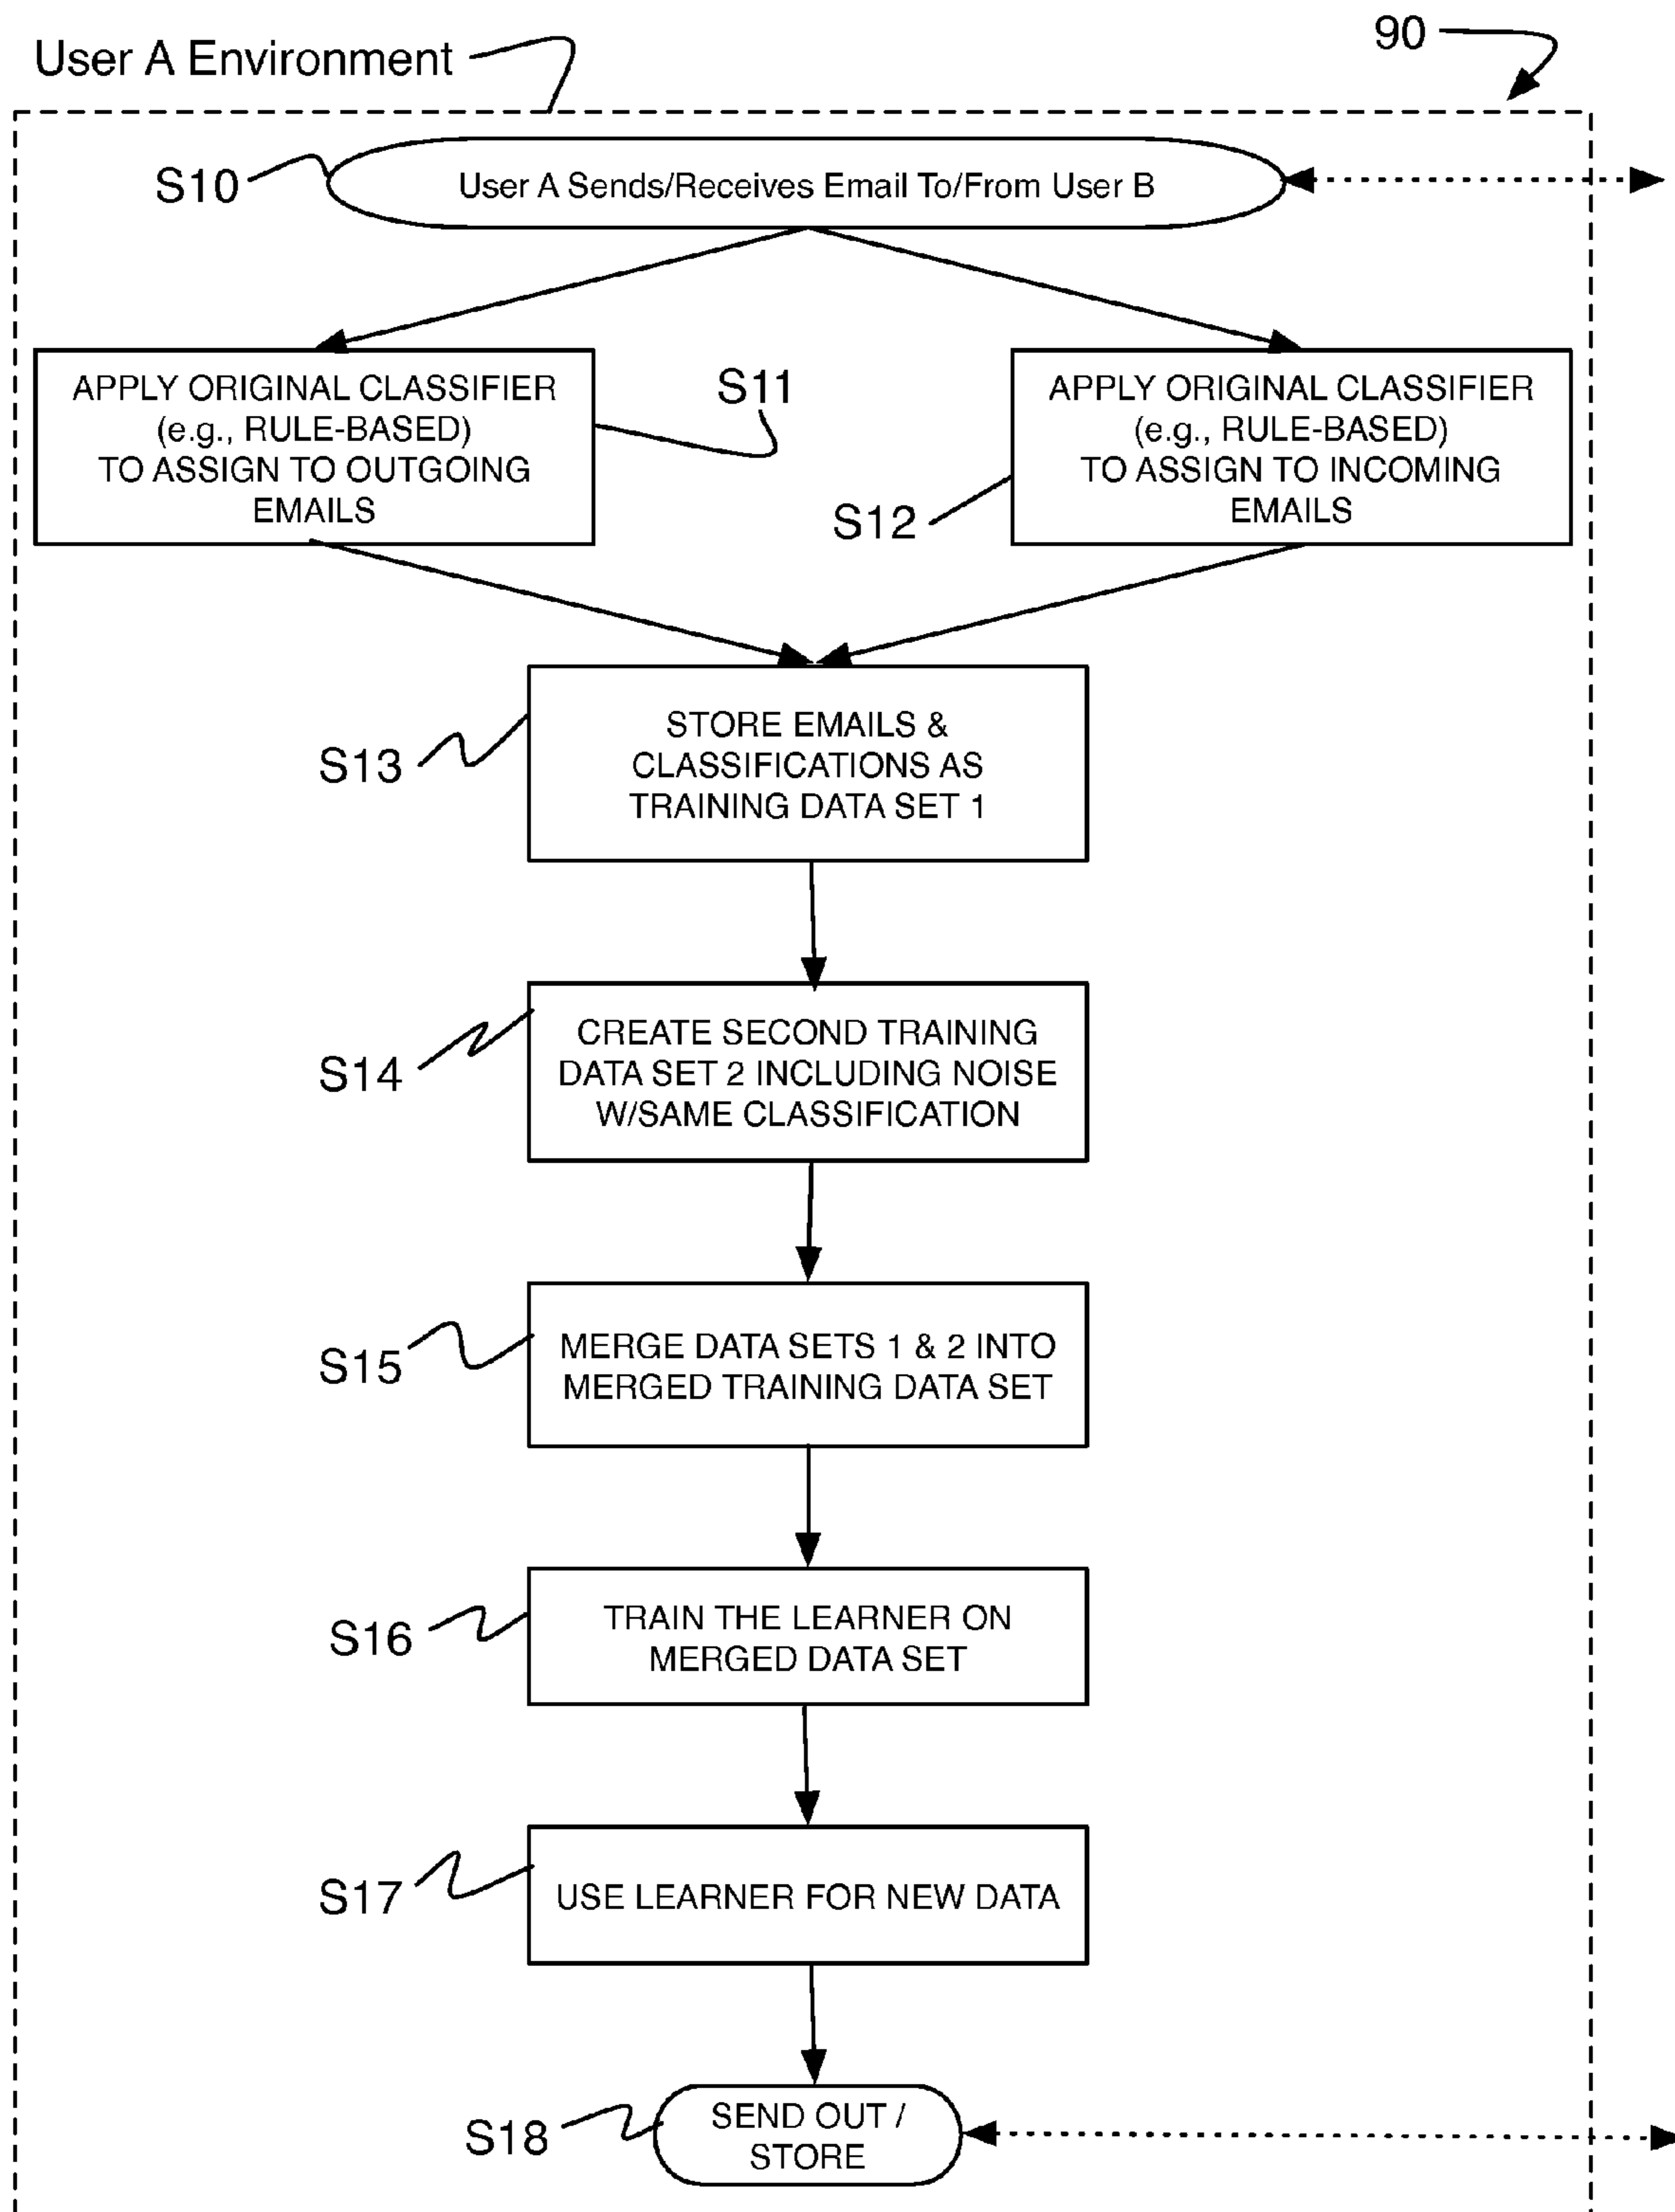 90
User A Environment
S10
User A Sends/Receives Email To/From User B
APPLY ORIGINAL CLASSIFIER
(e.g., RULE-BASED)
TO ASSIGN TO OUTGOING
EMAILS
S11
APPLY ORIGINAL CLASSIFIER
(e.g., RULE-BASED)
TO ASSIGN TO INCOMING
EMAILS
S12
S13
STORE EMAILS &
CLASSIFICATIONS AS
TRAINING DATA SET 1
S14
CREATE SECOND TRAINING
DATA SET 2 INCLUDING NOISE
W/SAME CLASSIFICATION
S15
MERGE DATA SETS 1 & 2 INTO
MERGED TRAINING DATA SET
S16
TRAIN THE LEARNER ON
MERGED DATA SET
S17
USE LEARNER FOR NEW DATA
S18
SEND OUT /
STORE